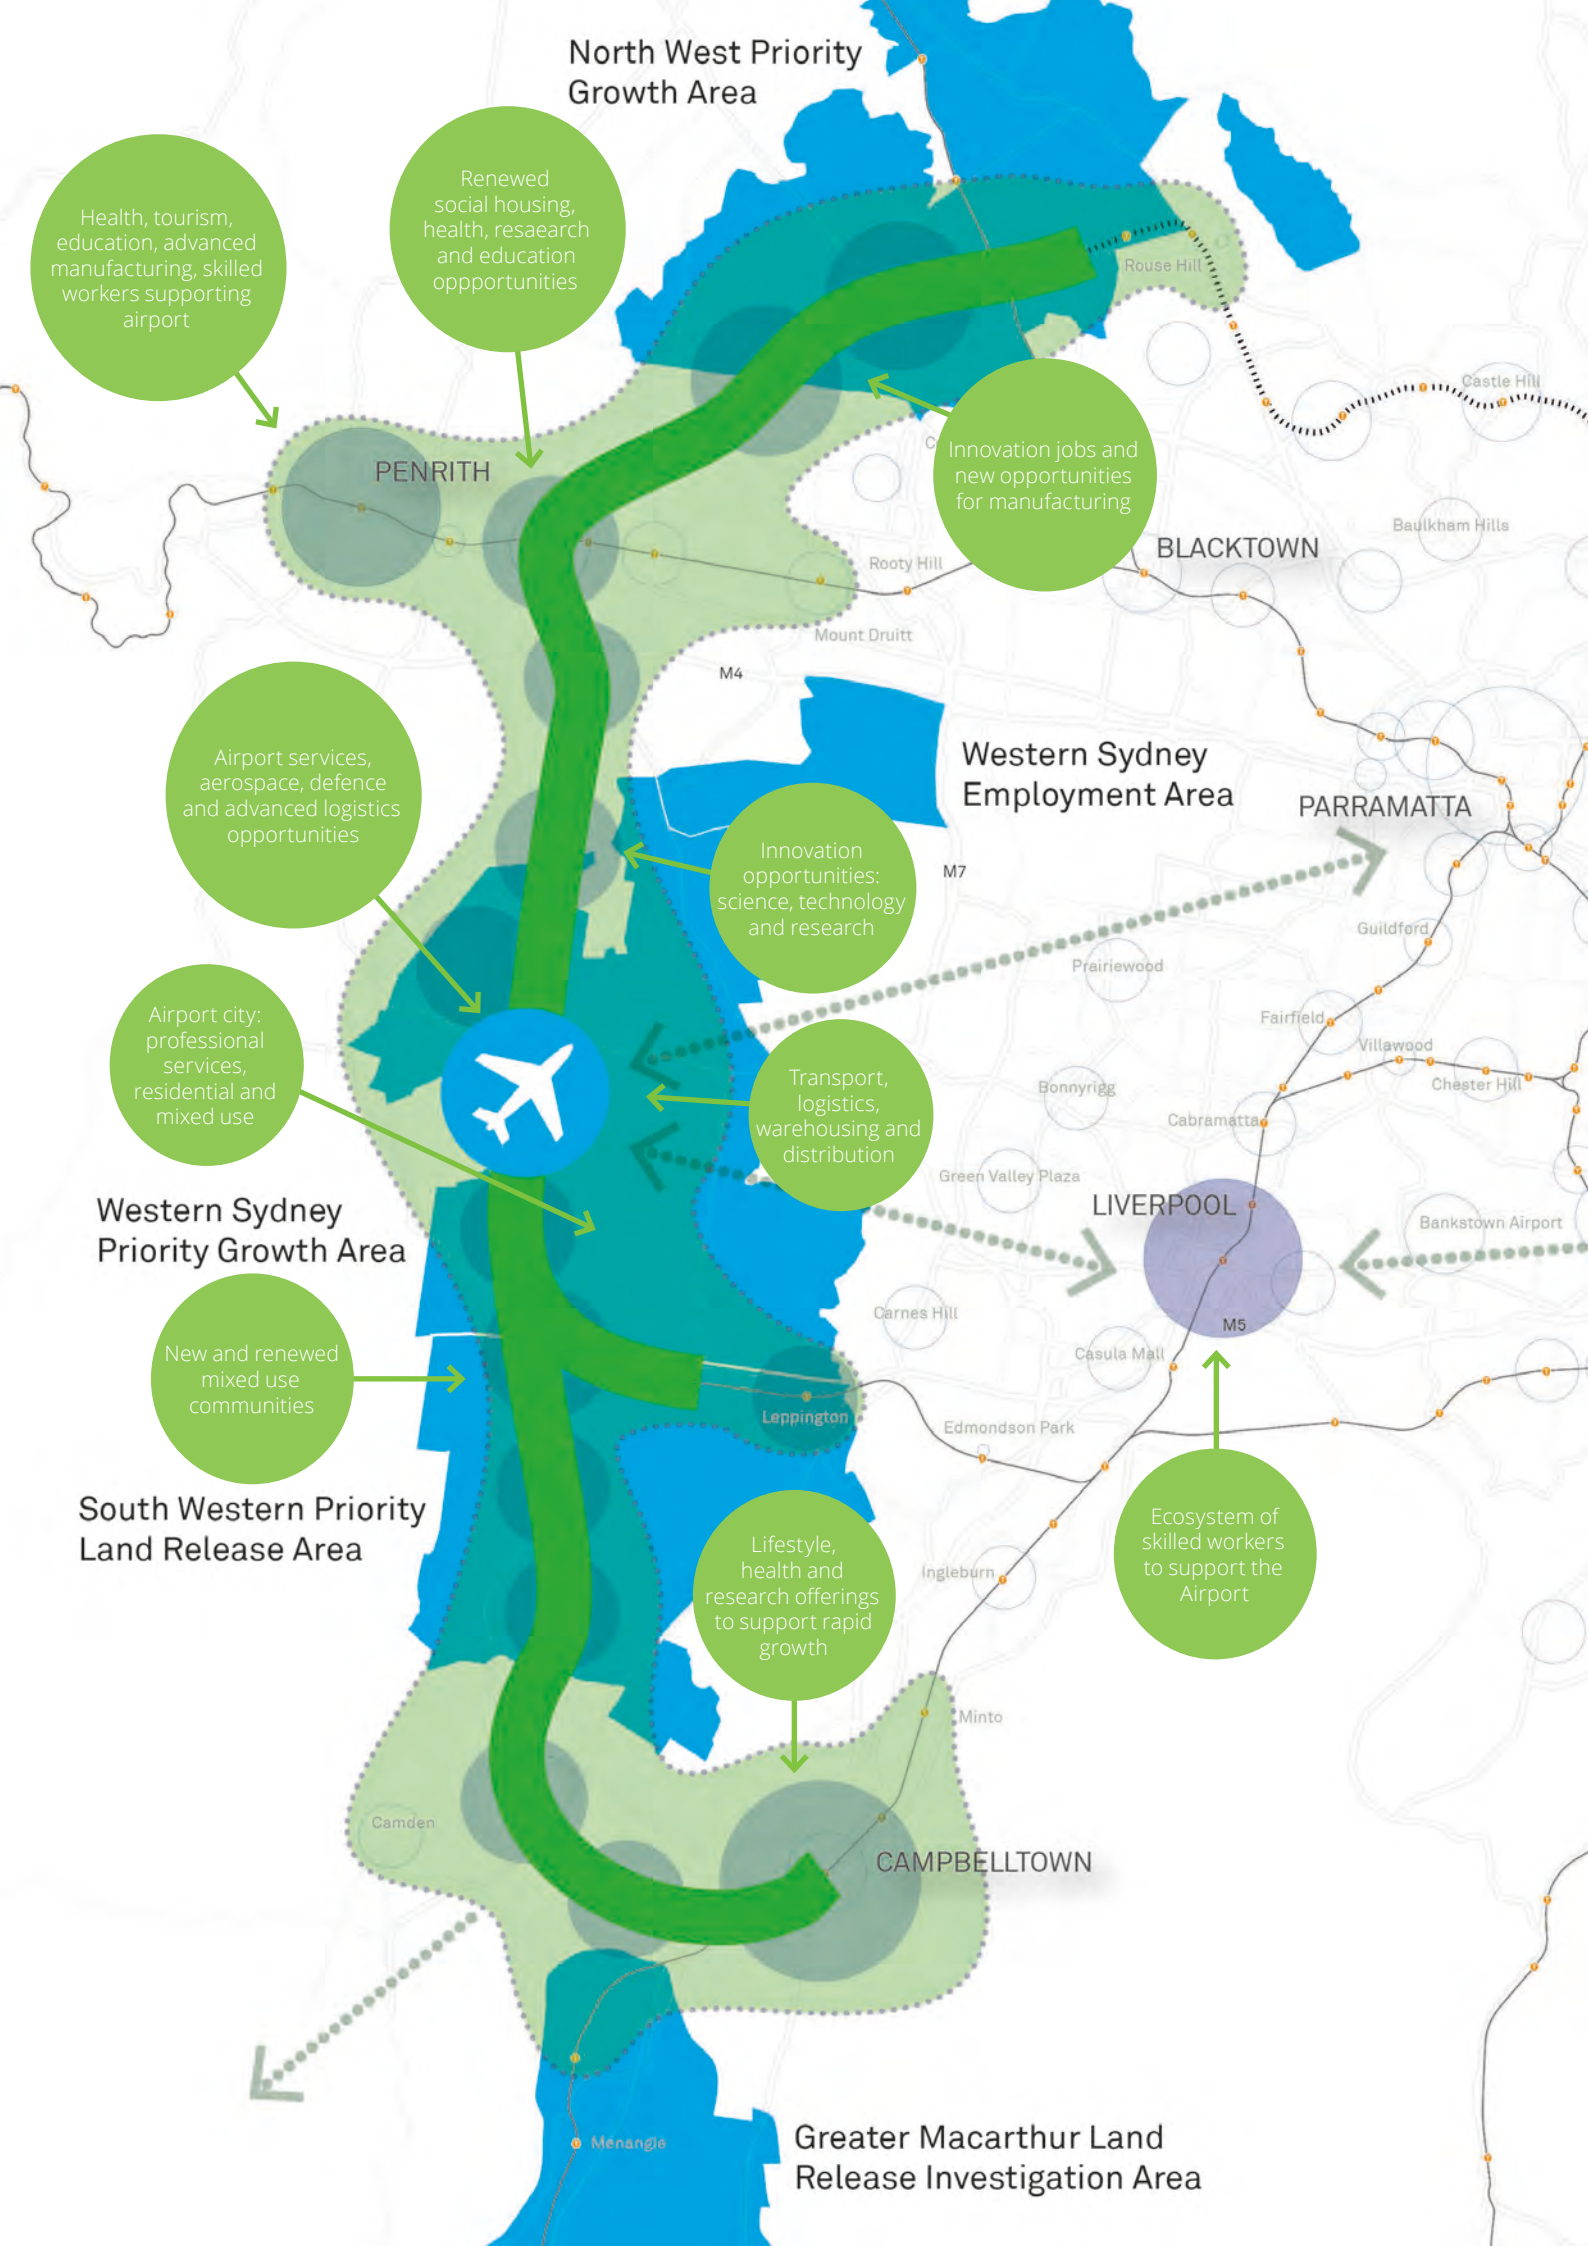 North West Priority
Growth Area
Health, tourism,
education, advanced
manufacturing, skilled
workers supporting
airport
Renewed
social housing,
health, resaearch
and education
oppportunities
Rouse Hill
Castle Hill
PENRITH
Innovation jobs and
new opportunities
for manufacturing
Baulkham Hills
BLACKTOWN
Rooty Hill
Mount Druitt
M4
Western Sydney
Employment Area
PARRAMATTA
Airport services,
aerospace, defence
and advanced logistics
opportunities
Innovation
opportunities:
science, technology
and research
M7
Guildford
Prairiewood
Airport city:
professional
services,
residential and
mixed use
Fairfield
Villawood
Transport,
logistics,
warehousing and
distribution
Bonnyrigg
Chester Hill
Cabramatta
Green Valley Plaza
LIVERPOOL
Bankstown Airport
Western Sydney
Priority Growth Area
Carnes Hill
M5
New and renewed
mixed use
communities
Casula Mall
Leppington
Edmondson Park
South Western Priority
Land Release Area
Lifestyle,
health and
research offerings
to support rapid
growth
Ecosystem of
skilled workers
to support the
Airport
Ingleburn
Minto
Camden
CAMPBELLTOWN
Menangle
Greater Macarthur Land
Release Investigation Area